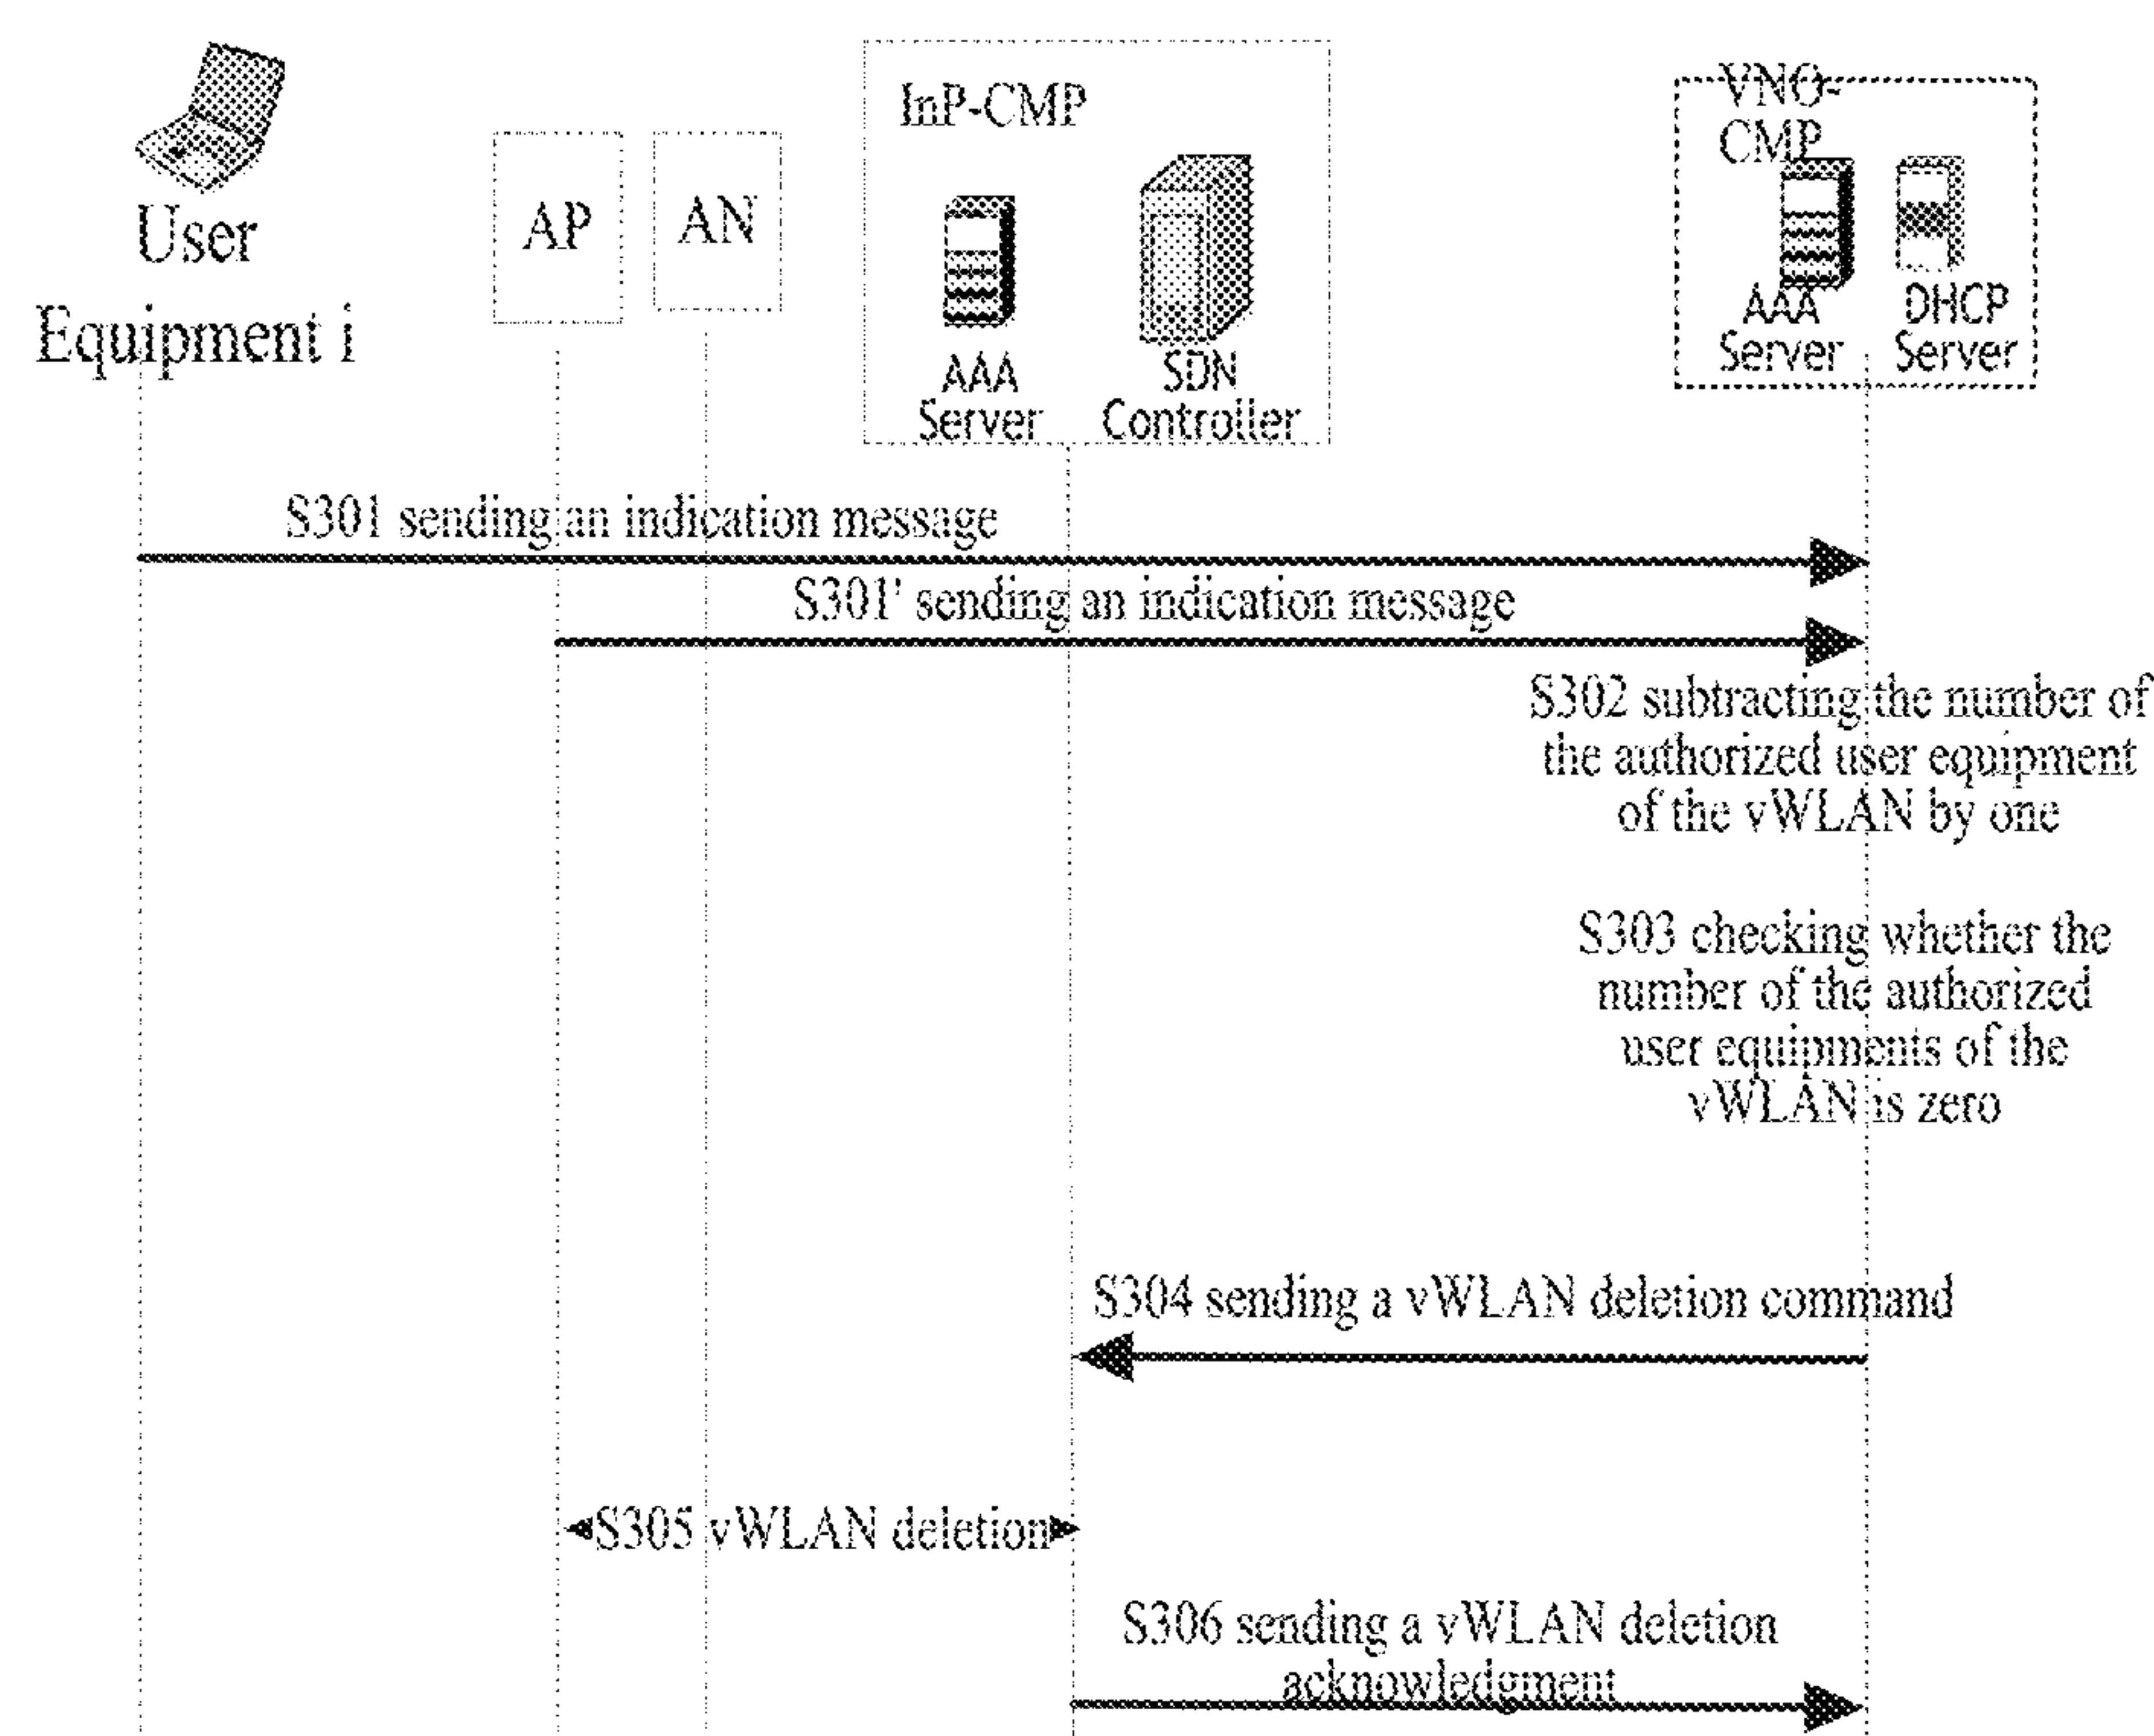 User
Equipment i
AP
AN
InP-CMP
AAA
Server
SDN
Controller
VNO-
CMP
AAA
Server
DHCP
Server
S301 sending an indication message
S301' sending an indication message
S302 subtracting the number of
the authorized user equipment
of the vWLAN by one
S303 checking whether the
number of the authorized
user equipments of the
vWLAN is zero
S304 sending a vWLAN deletion command
S305 vWLAN deletion
S306 sending a vWLAN deletion
acknowledgment